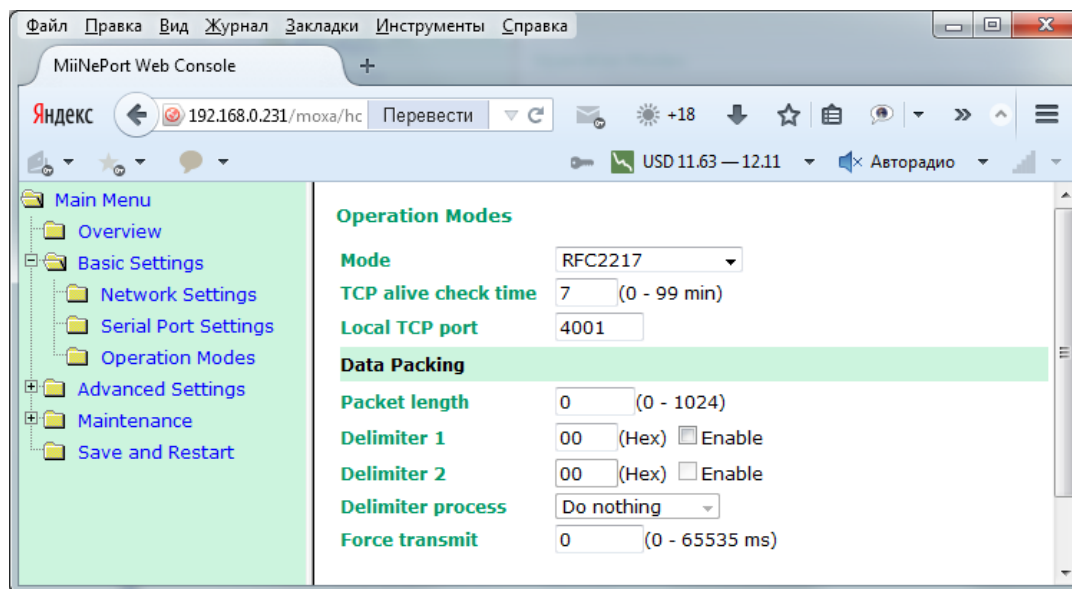 Файл Правка Вид Журнал Закладки Инструменты Справка
MiiNePort Web Console
Яндекс 192.168.0.231/moxa/hc Перевести +18
USD 11.63 — 12.11 Авторадио
Main Menu
Overview
Basic Settings
Network Settings
Serial Port Settings
Operation Modes
Advanced Settings
Maintenance
Save and Restart
Operation Modes
Mode RFC2217
TCP alive check time 7 (0 - 99 min)
Local TCP port 4001
Data Packing
Packet length 0 (0 - 1024)
Delimiter 1 00 (Hex) Enable
Delimiter 2 00 (Hex) Enable
Delimiter process Do nothing
Force transmit 0 (0 - 65535 ms)